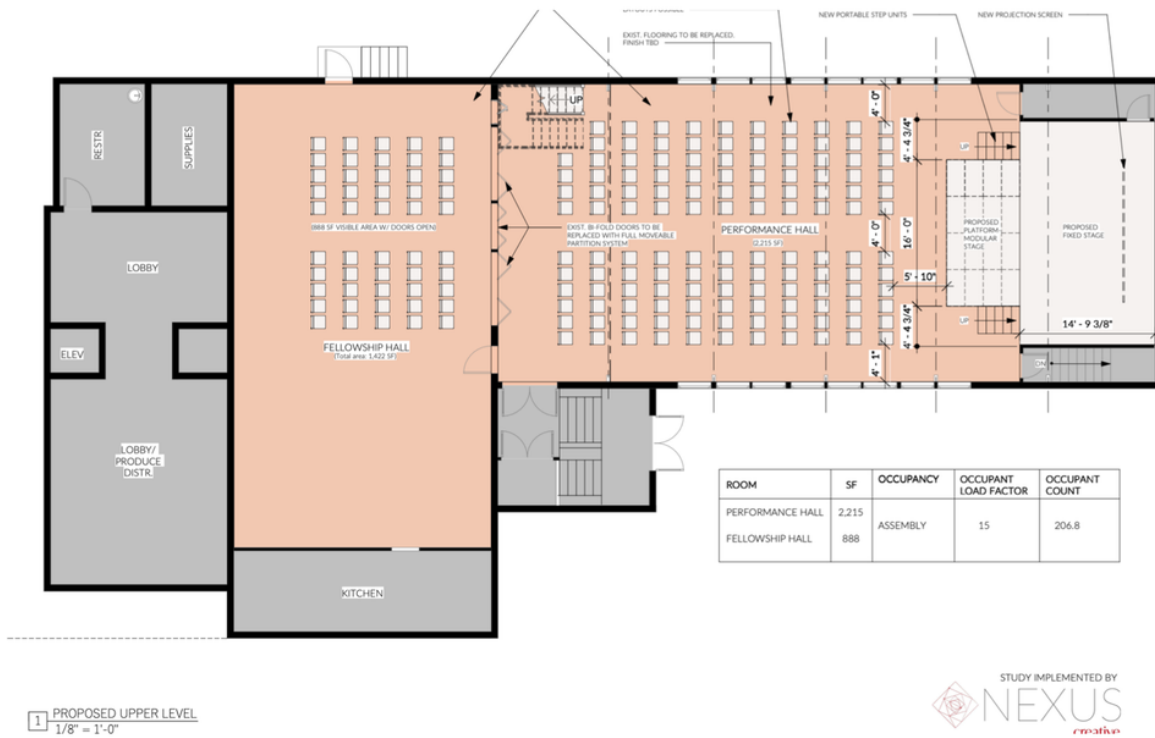 NEW PORTABLE STEP UNITS
NEW PROJECTION SCREEN
EXIST. FLOORING TO BE REPLACED.
FINISH TBD
UP
4' - 0"
4' - 4 3/4"
RESTR
SUPPLIES
UP
(888 SF VISIBLE AREA W/ DOORS OPEN)
EXIST. BI-FOLD DOORS TO BE
REPLACED WITH FULL MOVEABLE
PARTITION SYSTEM
PERFORMANCE HALL
(2,215 SF)
4' - 0"
16' - 0"
PROPOSED
PLATFORM-
MODULAR
STAGE
PROPOSED
FIXED STAGE
LOBBY
5' - 10"
UP
14' - 9 3/8"
4' - 4 3/4"
ELEV
FELLOWSHIP HALL
(Total area: 1,422 SF)
DN
4' - 1"
LOBBY/
PRODUCE
DISTR.
ROOM SF OCCUPANCY OCCUPANT LOAD FACTOR OCCUPANT COUNT
PERFORMANCE HALL 2,215 ASSEMBLY 15 206.8
FELLOWSHIP HALL 888
KITCHEN
STUDY IMPLEMENTED BY
NEXUS
creative
1 PROPOSED UPPER LEVEL
1/8" = 1'-0"